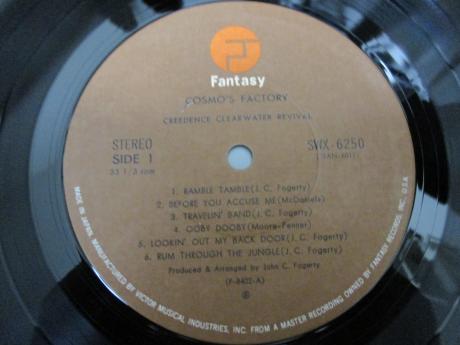 Fantasy
COSMO'S FACTORY
CREEDENCE CLEARWATER REVIVAL
STEREO
SIDE 1
33 1/3 RPM
SWX-6250
1. RAMBLE TAMBLE(J. C. Fogerty)
2. BEFORE YOU ACCUSE ME(McDaniels)
3. TRAVELIN' BAND(J. C. Fogerty)
4. OOBY DOOBY(Moore-Penner)
5. LOOKIN' OUT MY BACK DOOR(J. C. Fogerty)
6. RUM THROUGH THE JUNGLE(J. C. Fogerty)
Produced & Arranged by John C. Fogerty
(F-8402-A)
Ⓟ
MADE IN JAPAN, MANUFACTURED BY VICTOR MUSICAL INDUSTRIES, INC. FROM A MASTER RECORDING OWNED BY FANTASY RECORDS, INC. U.S.A.